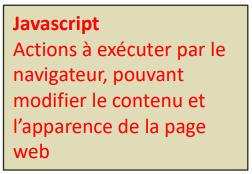 Javascript
Actions à exécuter par le
navigateur, pouvant
modifier le contenu et
l’apparence de la page
web